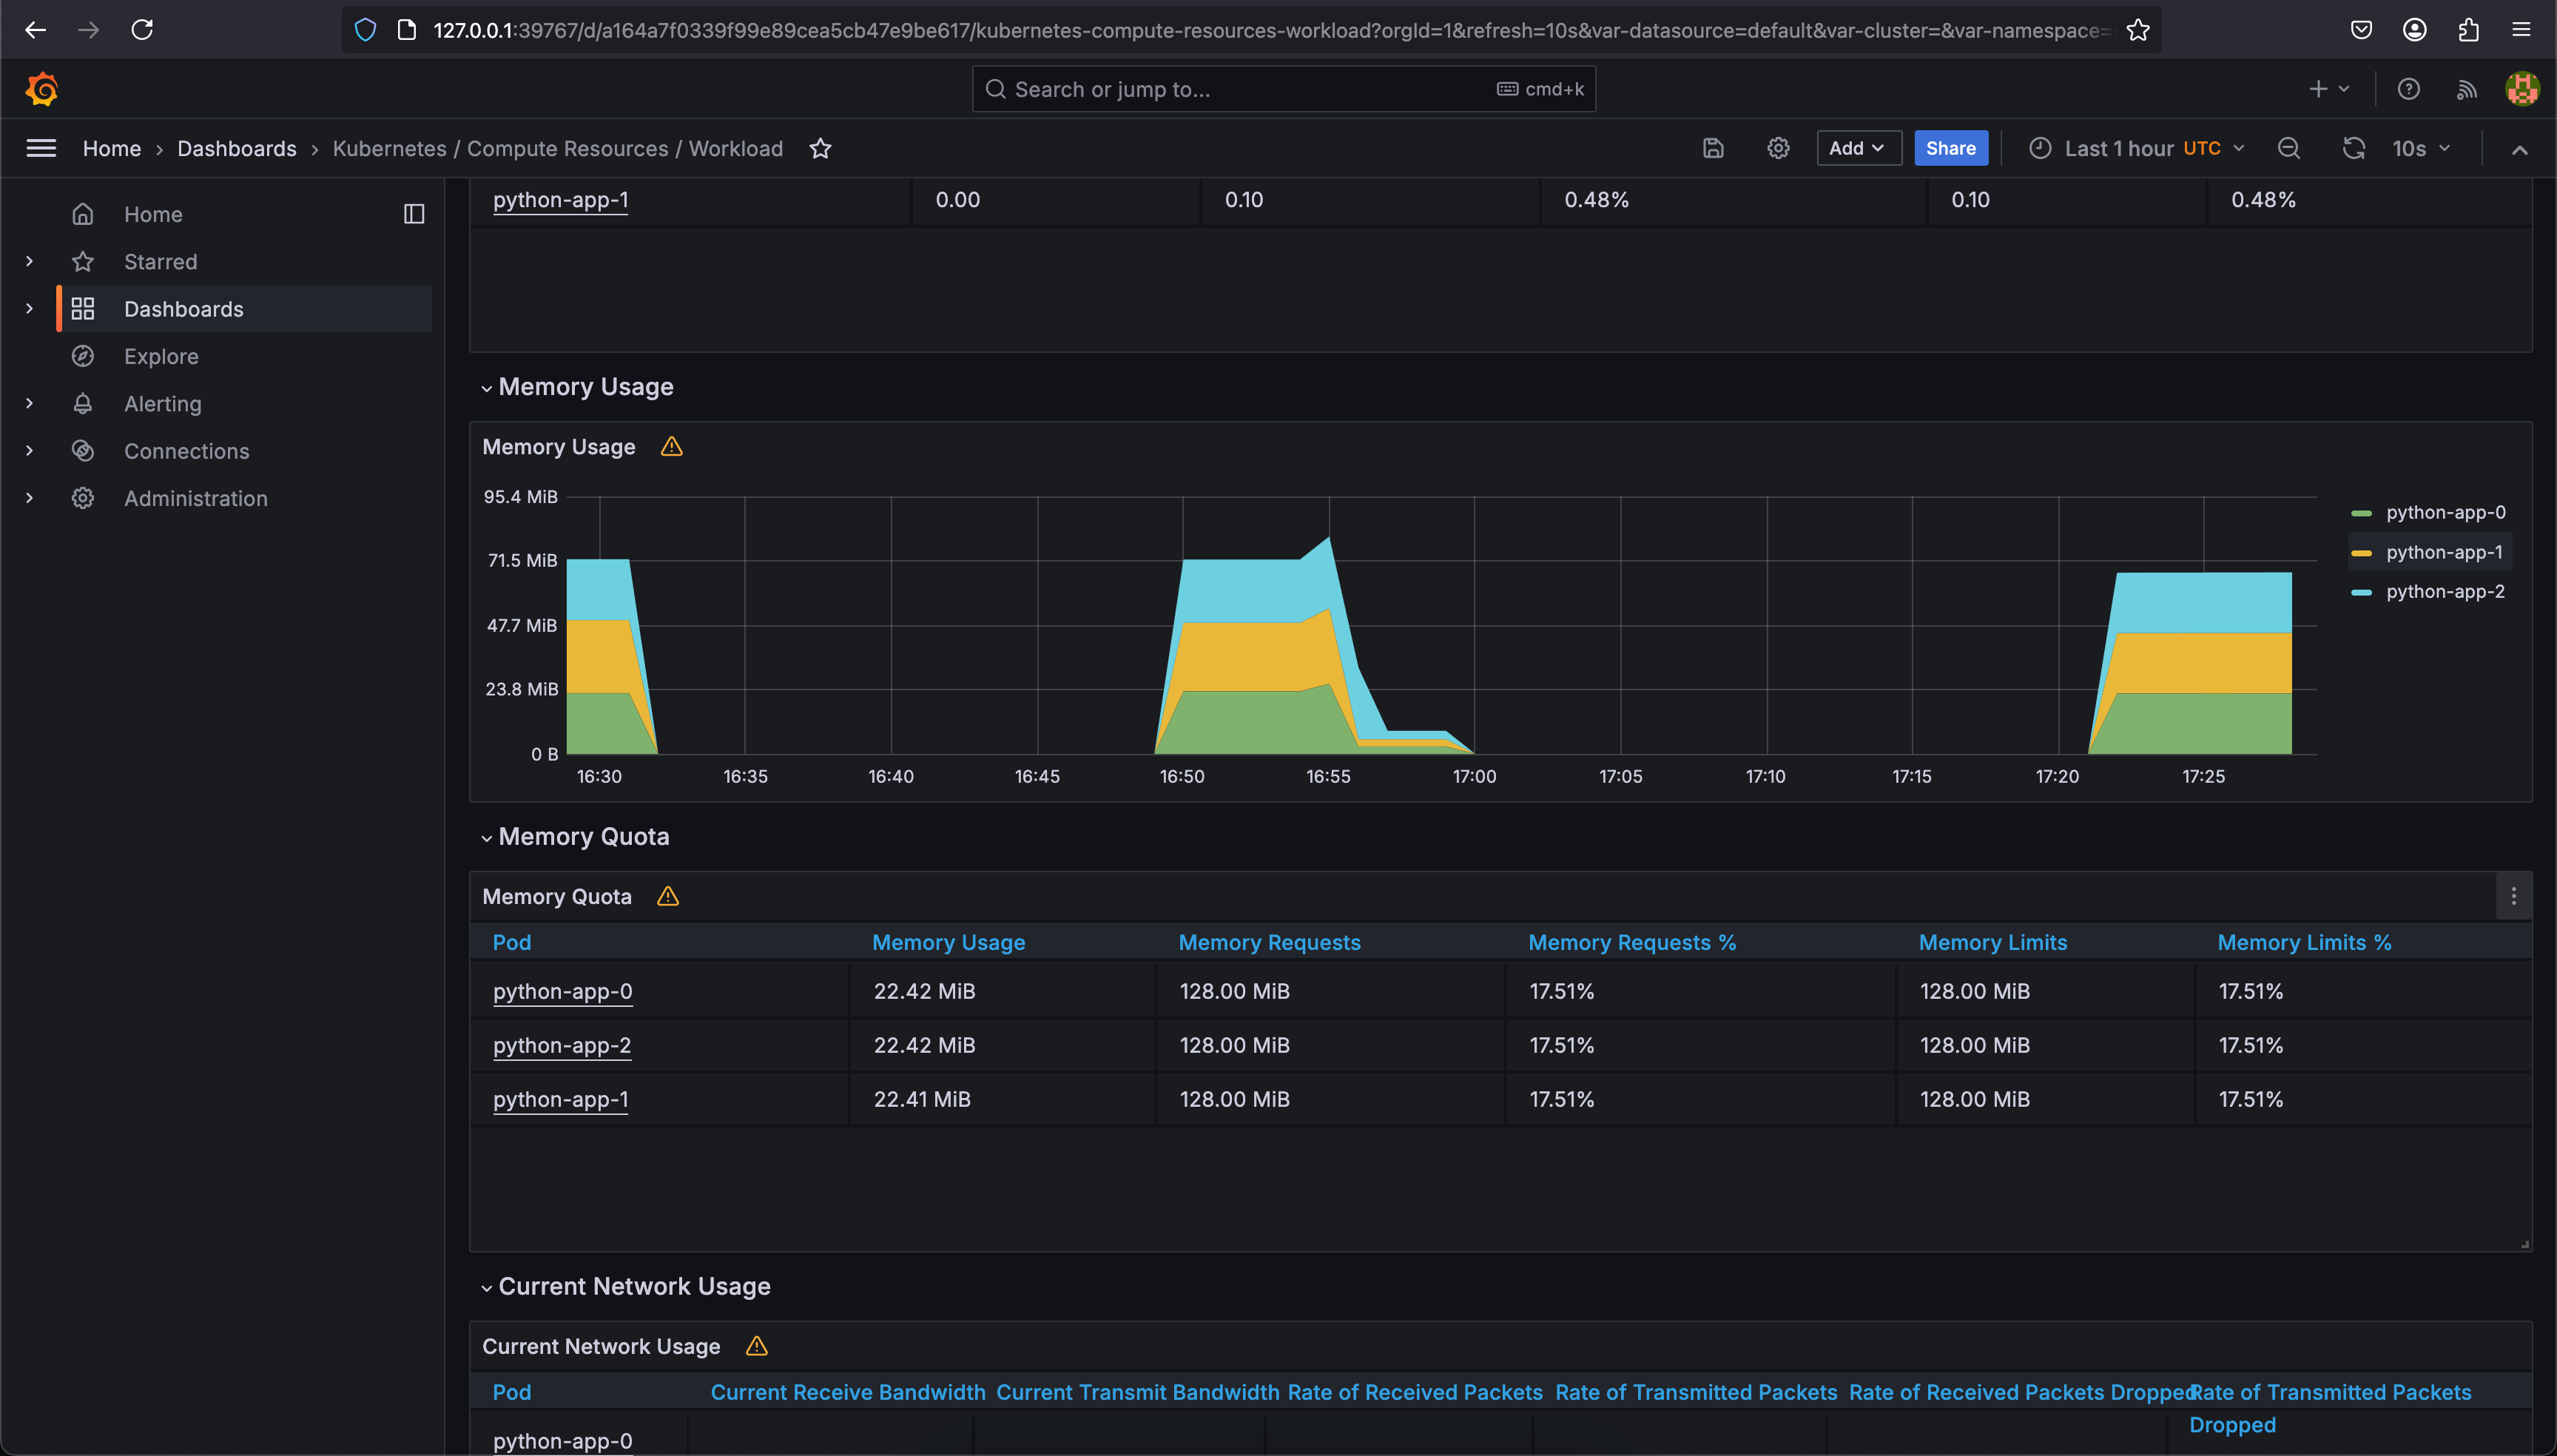 127.0.0.1:39767/d/a164a7f0339f99e89cea5cb47e9be617/kubernetes-compute-resources-workload?orgId=1&refresh=10s&var-datasource=default&var-cluster=&var-namespace=
Search or jump to... cmd+k
Home › Dashboards › Kubernetes / Compute Resources / Workload Add Share Last 1 hour UTC 10s
Home
Starred
Dashboards
Explore
Alerting
Connections
Administration
python-app-1 0.00 0.10 0.48% 0.10 0.48%
Memory Usage
Memory Usage
95.4 MiB
71.5 MiB
47.7 MiB
23.8 MiB
0 B
16:30 16:35 16:40 16:45 16:50 16:55 17:00 17:05 17:10 17:15 17:20 17:25
python-app-0
python-app-1
python-app-2
Memory Quota
Memory Quota
Pod Memory Usage Memory Requests Memory Requests % Memory Limits Memory Limits %
python-app-0 22.42 MiB 128.00 MiB 17.51% 128.00 MiB 17.51%
python-app-2 22.42 MiB 128.00 MiB 17.51% 128.00 MiB 17.51%
python-app-1 22.41 MiB 128.00 MiB 17.51% 128.00 MiB 17.51%
Current Network Usage
Current Network Usage
Pod Current Receive Bandwidth Current Transmit Bandwidth Rate of Received Packets Rate of Transmitted Packets Rate of Received Packets Dropped Rate of Transmitted Packets
Dropped
python-app-0